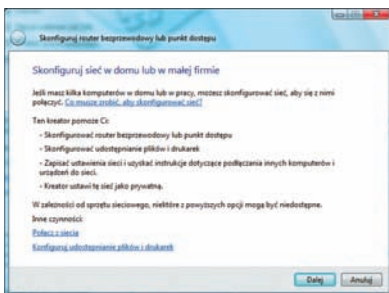 Skonfiguruj router bezprzewodowy lub punkt dostępu
Skonfiguruj sieć w domu lub w małej firmie
Jeśli masz kilka komputerów w domu lub w pracy, możesz skonfigurować sieć, aby się z nimi
połączyć. Co muszę zrobić, aby skonfigurować sieć?
Ten kreator pomoże Ci:
- Skonfigurować router bezprzewodowy lub punkt dostępu
- Skonfigurować udostępnianie plików i drukarek
- Zapisać ustawienia sieci i uzyskać instrukcje dotyczące podłączania innych komputerów i
urządzeń do sieci.
- Kreator ustawi tę sieć jako prywatną.
W zależności od sprzętu sieciowego, niektóre z powyższych opcji mogą być niedostępne.
Inne czynności:
Połącz z siecią
Konfiguruj udostępnianie plików i drukarek
Dalej Anuluj